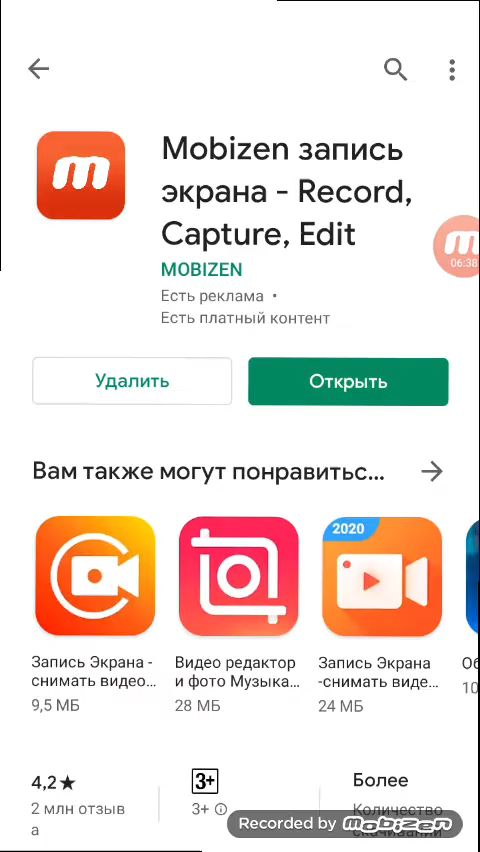 Mobizen запись
экрана - Record,
Capture, Edit
MOBIZEN
Есть реклама •
Есть платный контент
06:38
Удалить
Открыть
Вам также могут понравитьс...
2020
Запись Экрана -
снимать видео...
9,5 МБ
Видео редактор
и фото Музыка...
28 МБ
Запись Экрана
-снимать виде...
24 МБ
Об
10
4,2★
2 млн отзыв
а
3+
3+
Более
Количество
скачиваний
Recorded by mobizen